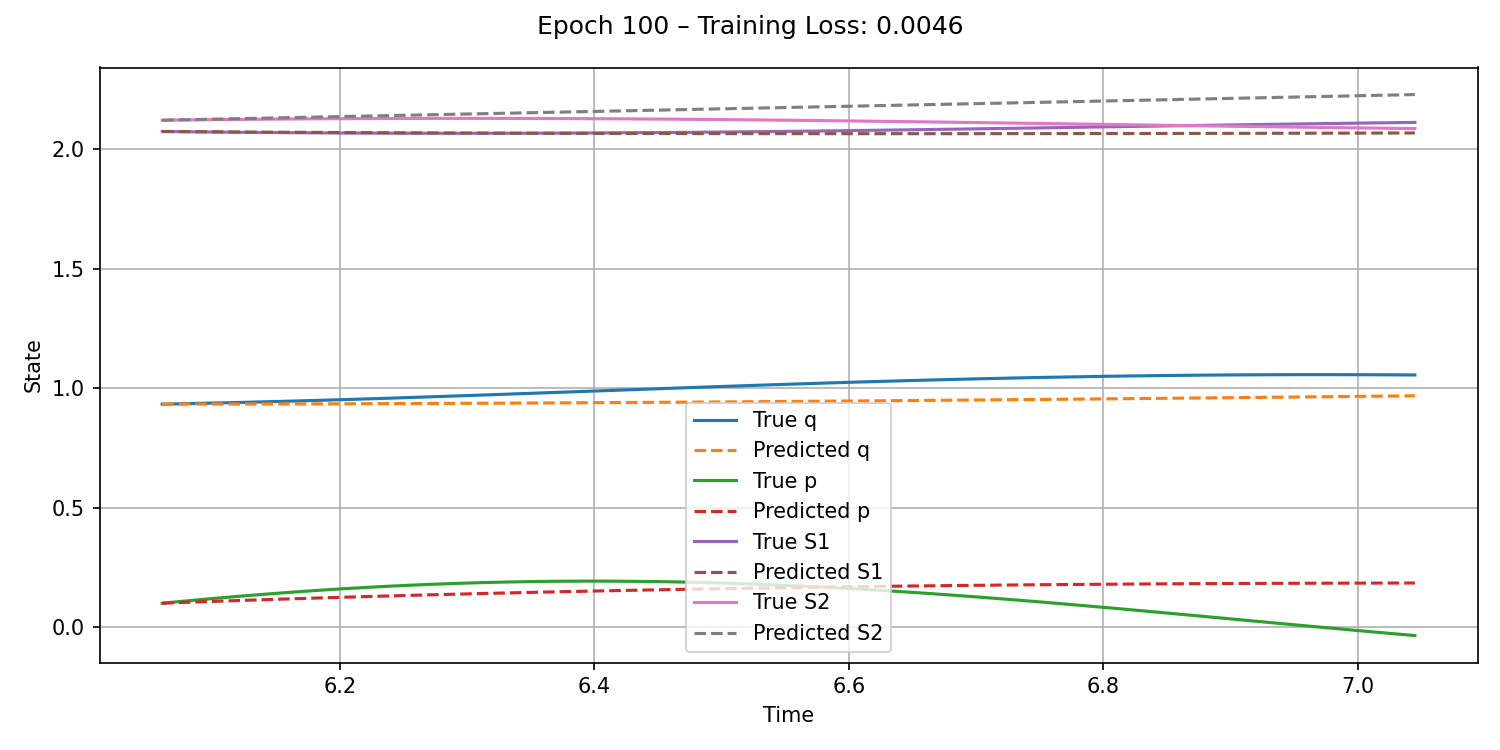 Epoch 100 – Training Loss: 0.0046
State
2.0
1.5
1.0
0.5
0.0
True q
Predicted q
True p
Predicted p
True S1
Predicted S1
True S2
Predicted S2
6.2 6.4 6.6 6.8 7.0
Time